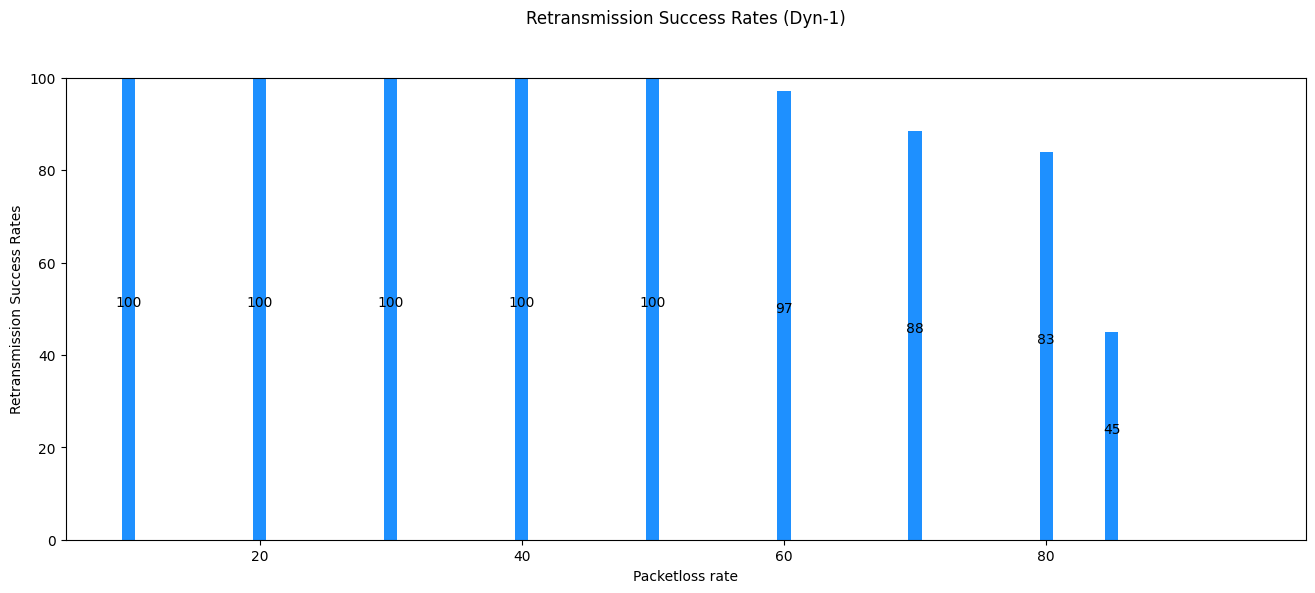 Retransmission Success Rates (Dyn-1)
100
80
60
40
20
0
Retransmission Success Rates
100 100 100 100 100 97 88 83 45
20 40 60 80
Packetloss rate